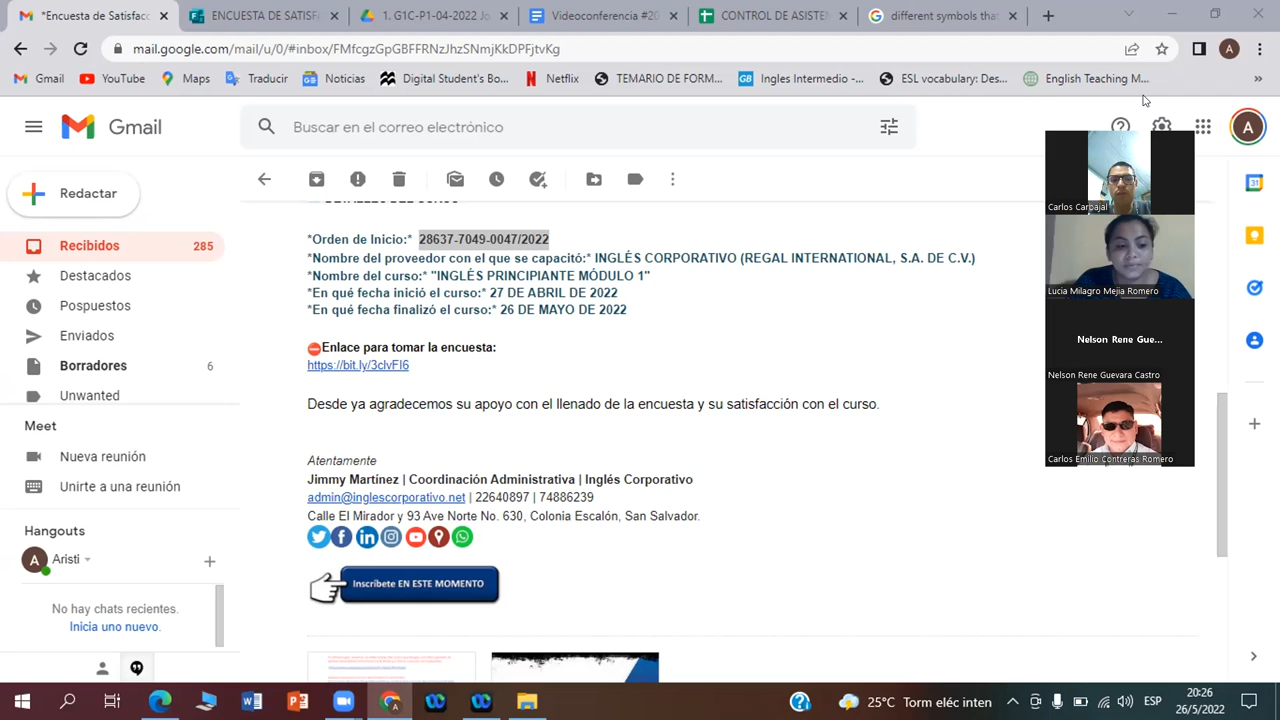 *Encuesta de Satisfacc
ENCUESTA DE SATISF
1. G1C-P1-04-2022 Jo
Videoconferencia #20
CONTROL DE ASISTE
different symbols that
mail.google.com/mail/u/0/#inbox/FMfcgzGpGBFFRNzJhzSNmjKkDPFjtvKg
A
Gmail
YouTube
Maps
Traducir
Noticias
Digital Student's Bo...
Netflix
TEMARIO DE FORM...
Ingles Intermedio -...
ESL vocabulary: Des...
English Teaching M...
»
Gmail
Buscar en el correo electrónico
A
Redactar
Recibidos 285
Destacados
Pospuestos
Enviados
Borradores 6
Unwanted
Meet
Nueva reunión
Unirte a una reunión
Hangouts
A Aristi
No hay chats recientes.
Inicia uno nuevo.
*Orden de Inicio:* 28637-7049-0047/2022
*Nombre del proveedor con el que se capacitó:* INGLÉS CORPORATIVO (REGAL INTERNATIONAL, S.A. DE C.V.)
*Nombre del curso:* "INGLÉS PRINCIPIANTE MÓDULO 1"
*En qué fecha inició el curso:* 27 DE ABRIL DE 2022
*En qué fecha finalizó el curso:* 26 DE MAYO DE 2022
Enlace para tomar la encuesta:
https://bit.ly/3clvFI6
Desde ya agradecemos su apoyo con el llenado de la encuesta y su satisfacción con el curso.
Atentamente
Jimmy Martínez | Coordinación Administrativa | Inglés Corporativo
admin@inglescorporativo.net | 22640897 | 74886239
Calle El Mirador y 93 Ave Norte No. 630, Colonia Escalón, San Salvador.
Inscríbete EN ESTE MOMENTO
Carlos Carbajal
Lucia Milagro Mejia Romero
Nelson Rene Gue...
Nelson Rene Guevara Castro
Carlos Emilio Contreras Romero
31
25°C Torm eléc inten
ESP
20:26
26/5/2022